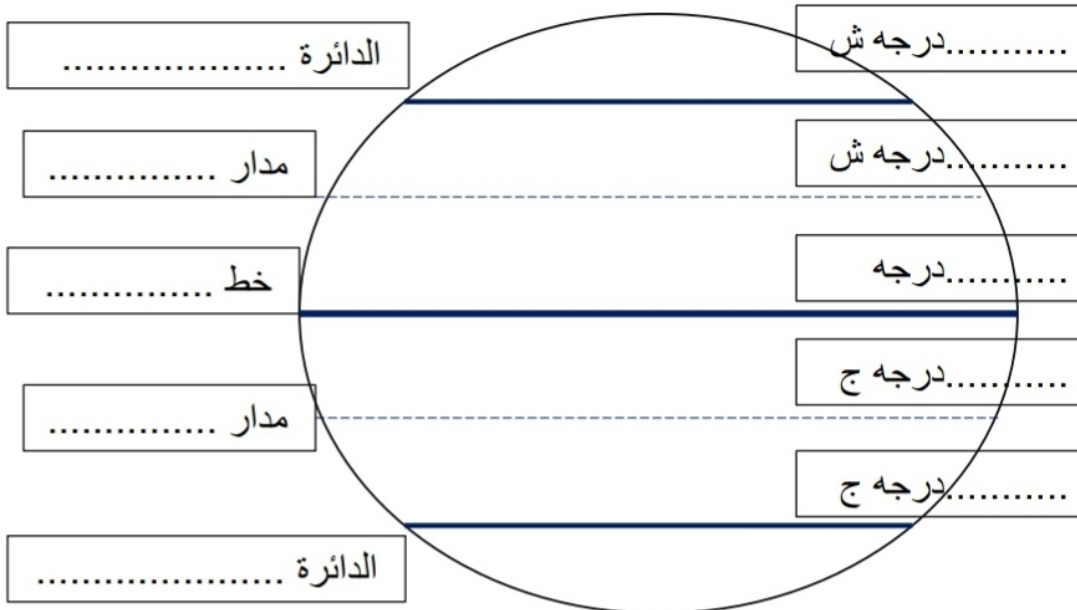 ...........درجه ش
الدائرة ....................
...........درجه ش
مدار ...............
...........درجه
خط ...............
...........درجه ج
مدار ...............
...........درجه ج
الدائرة ......................